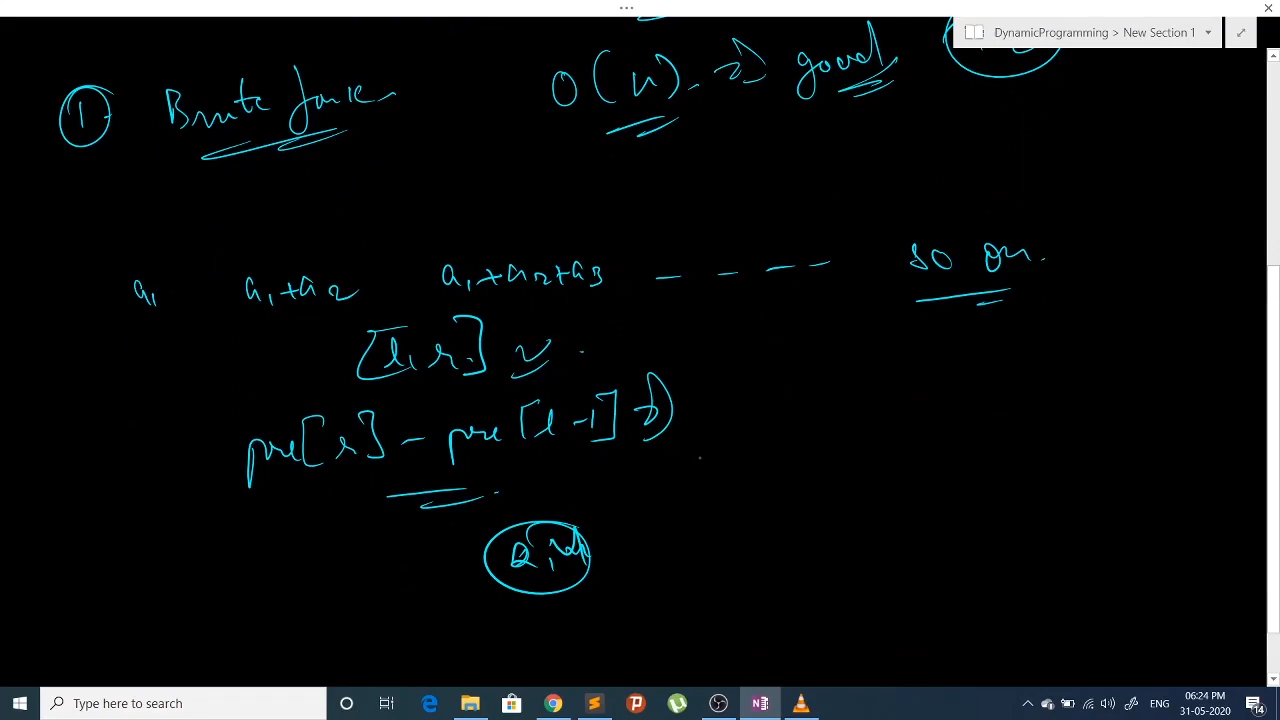 DynamicProgramming > New Section 1
① Brute force O(n). good
a1 a1+a2 a1+a2+a3 ---- so on.
[l, r]
pre[r] - pre[l-1]
Type here to search
06:24 PM
ENG
31-05-2020
14